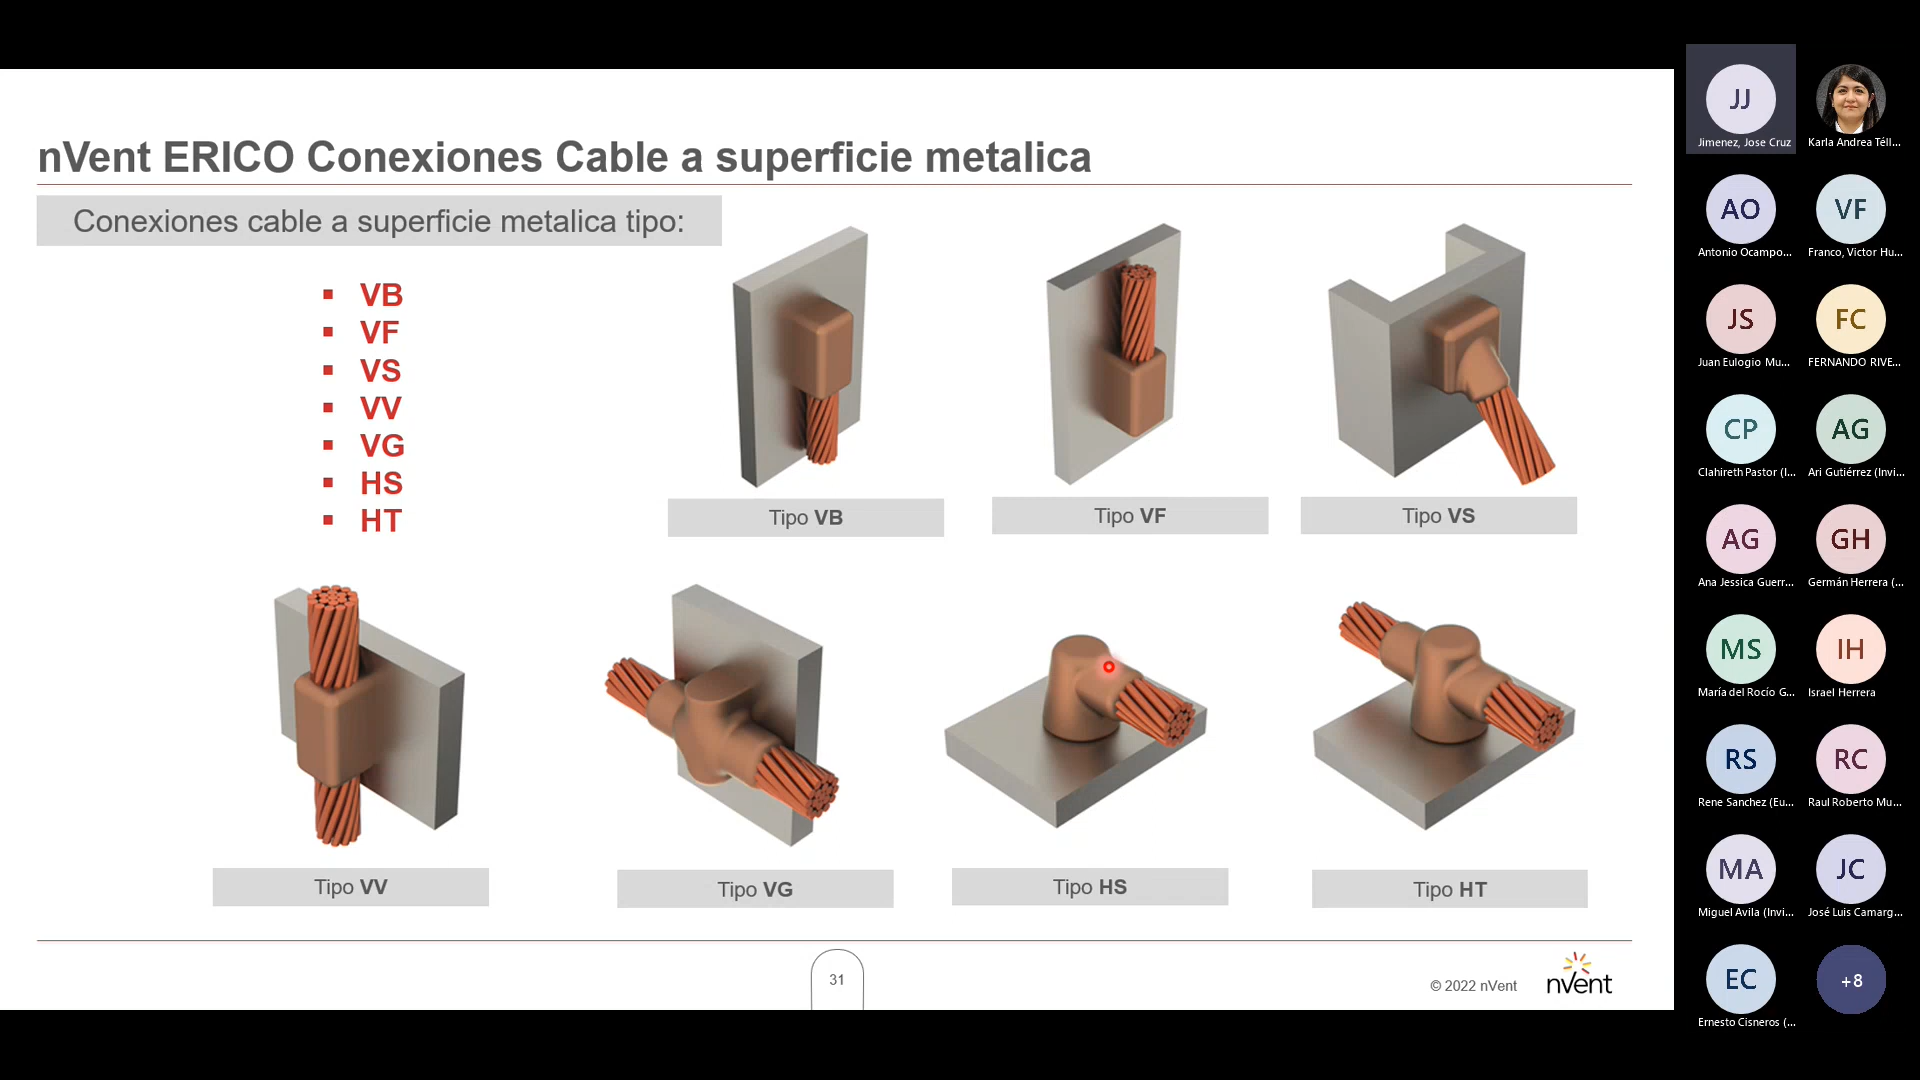 nVent ERICO Conexiones Cable a superficie metalica
Conexiones cable a superficie metalica tipo:
▪ VB
▪ VF
▪ VS
▪ VV
▪ VG
▪ HS
▪ HT
Tipo VB
Tipo VF
Tipo VS
Tipo VV
Tipo VG
Tipo HS
Tipo HT
31
© 2022 nVent
nVent
JJ
Jimenez, Jose Cruz
Karla Andrea Téll...
AO
Antonio Ocampo...
VF
Franco, Victor Hu...
JS
Juan Eulogio Mu...
FC
FERNANDO RIVE...
CP
Clahireth Pastor (I...
AG
Ari Gutiérrez (Invi...
AG
Ana Jessica Guerr...
GH
Germán Herrera (...
MS
María del Rocío G...
IH
Israel Herrera
RS
Rene Sanchez (Eu...
RC
Raul Roberto Mu...
MA
Miguel Avila (Invi...
JC
José Luis Camarg...
EC
Ernesto Cisneros (...
+8